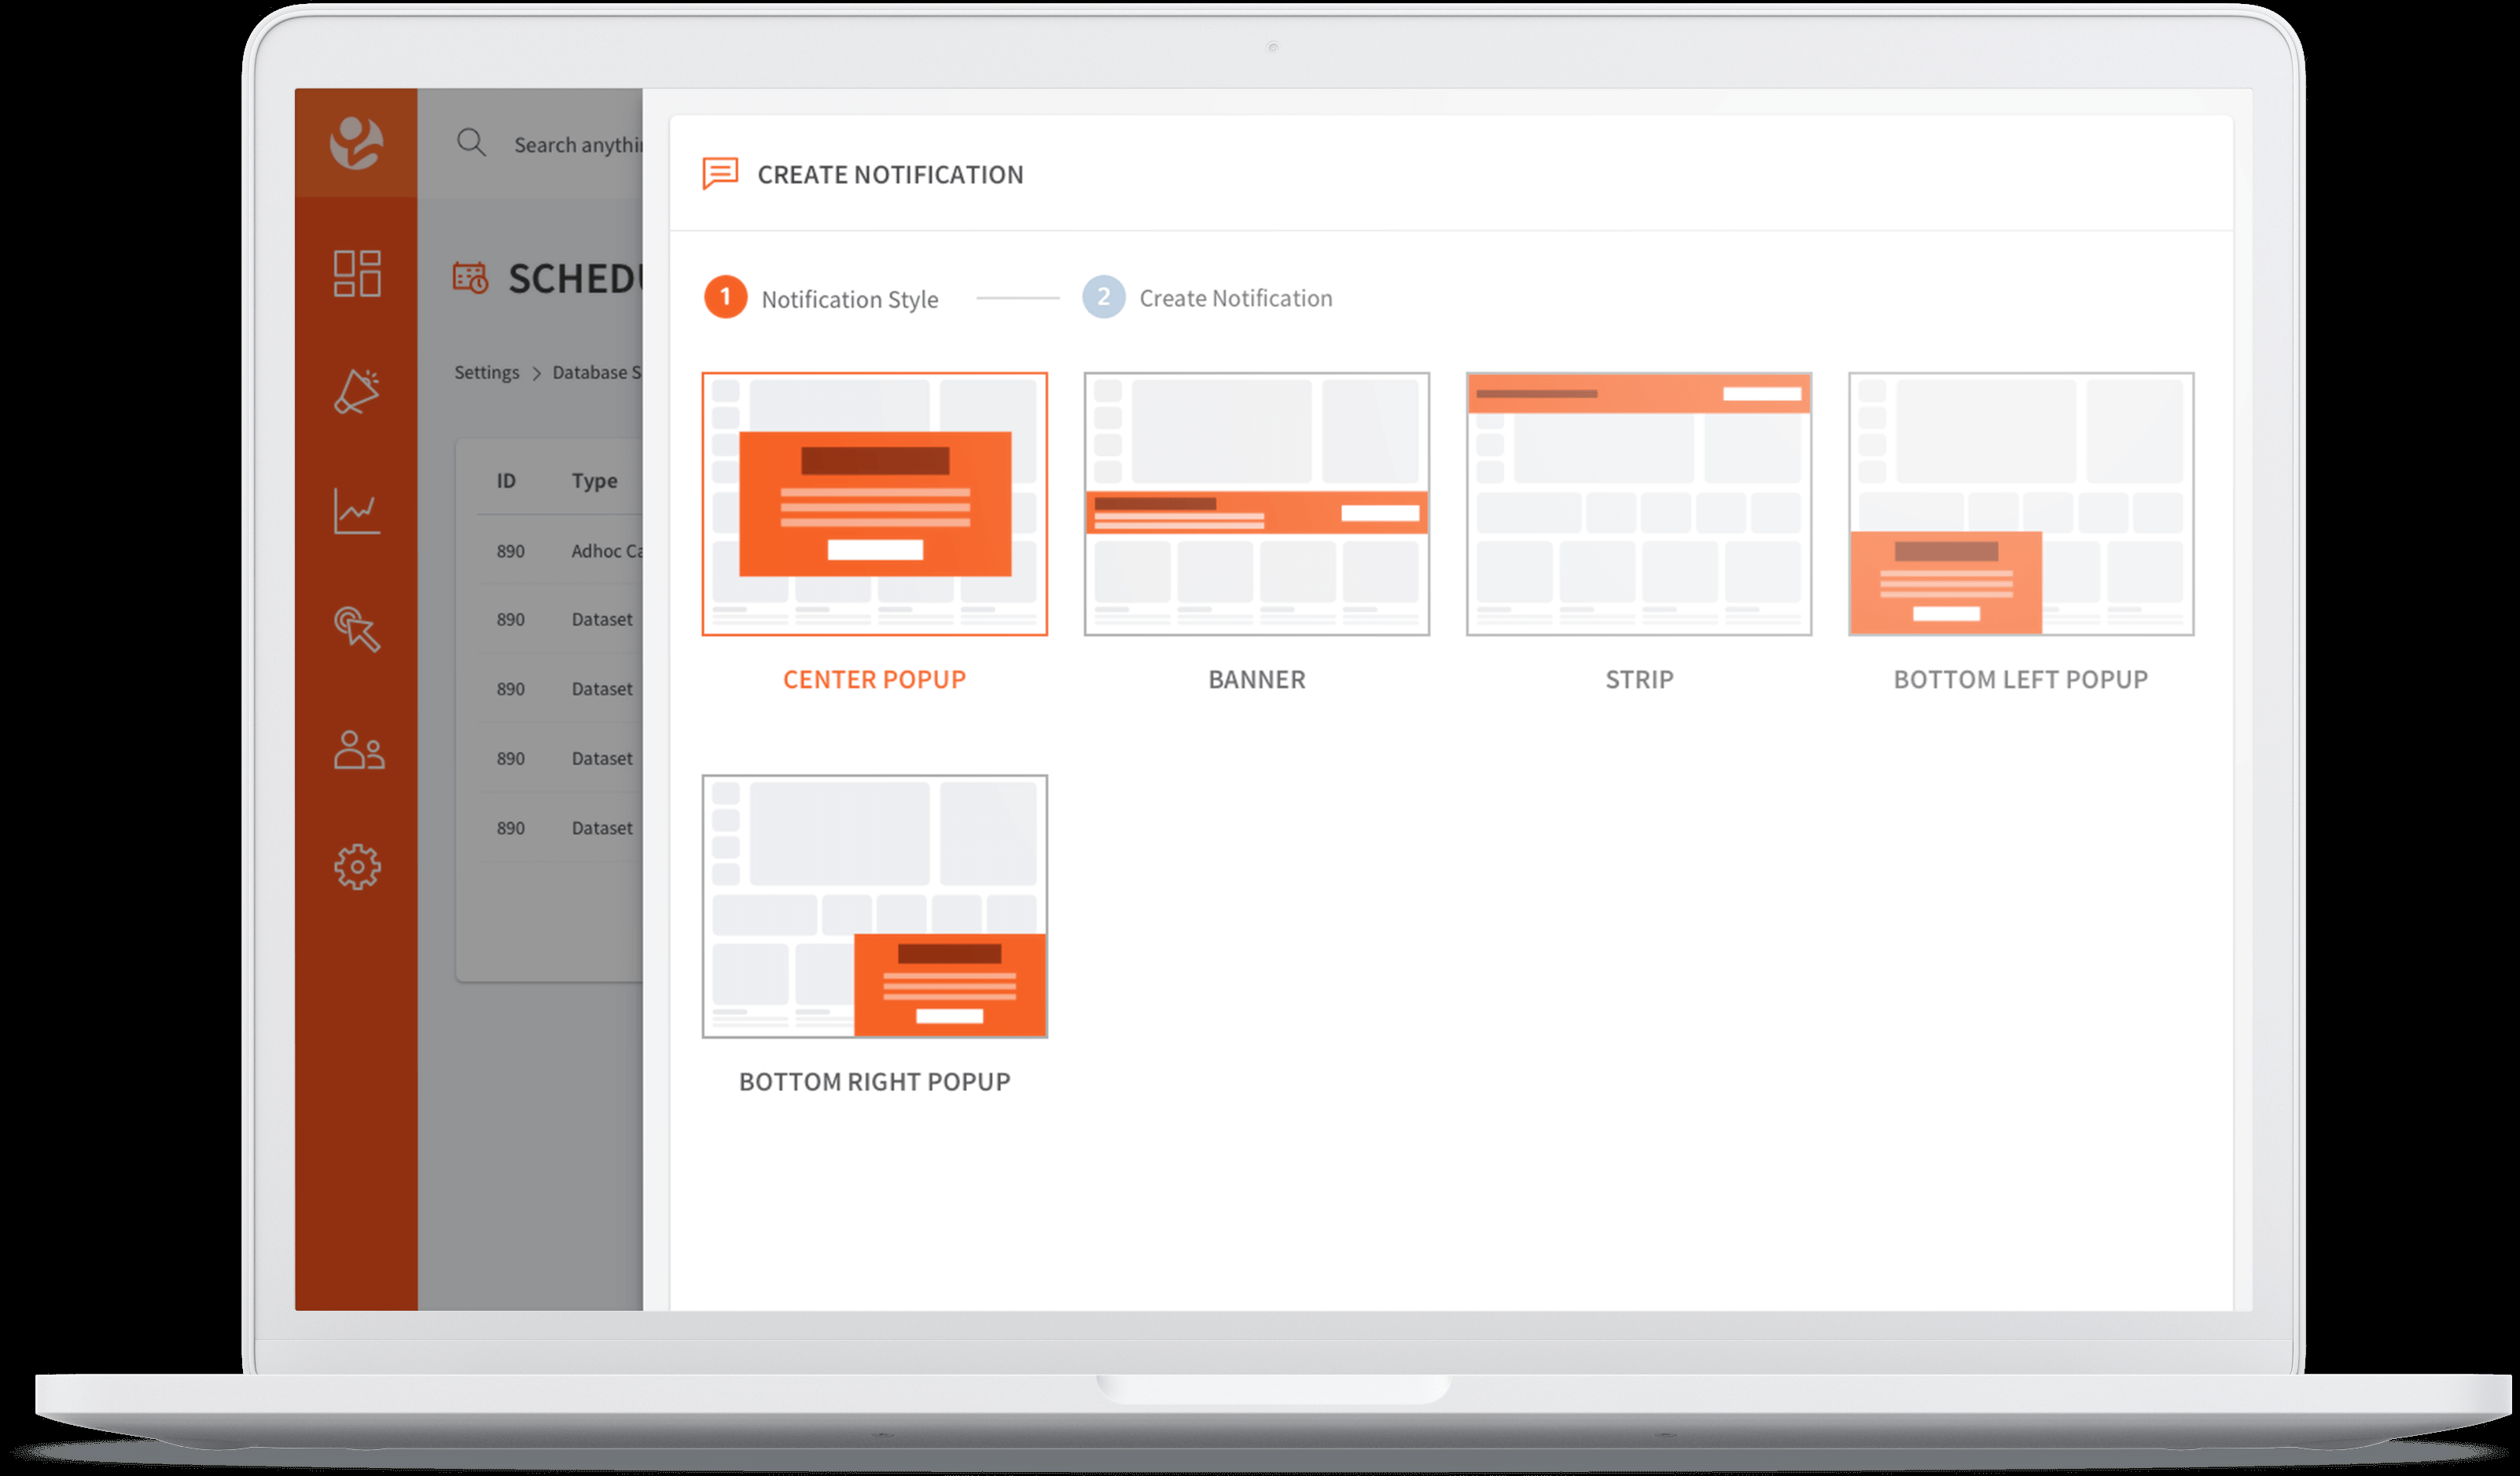 Search anythi
SCHED
Settings > Database S
ID Type
890 Adhoc Ca
890 Dataset
890 Dataset
890 Dataset
890 Dataset
CREATE NOTIFICATION
1 Notification Style
2 Create Notification
CENTER POPUP
BANNER
STRIP
BOTTOM LEFT POPUP
BOTTOM RIGHT POPUP